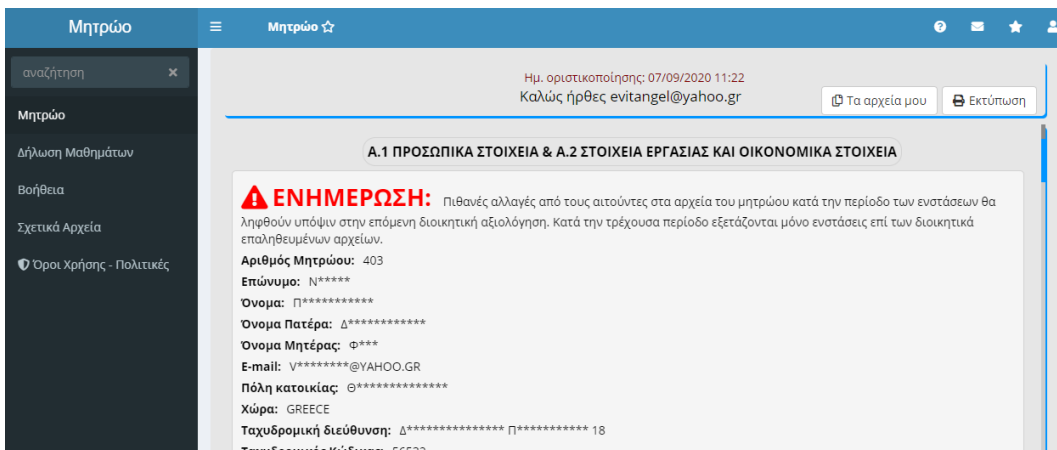 Μητρώο
Μητρώο
αναζήτηση
Μητρώο
Δήλωση Μαθημάτων
Βοήθεια
Σχετικά Αρχεία
Όροι Χρήσης - Πολιτικές
Ημ. οριστικοποίησης: 07/09/2020 11:22
Καλώς ήρθες evitangel@yahoo.gr
Τα αρχεία μου
Εκτύπωση
Α.1 ΠΡΟΣΩΠΙΚΑ ΣΤΟΙΧΕΙΑ & Α.2 ΣΤΟΙΧΕΙΑ ΕΡΓΑΣΙΑΣ ΚΑΙ ΟΙΚΟΝΟΜΙΚΑ ΣΤΟΙΧΕΙΑ
ΕΝΗΜΕΡΩΣΗ: Πιθανές αλλαγές από τους αιτούντες στα αρχεία του μητρώου κατά την περίοδο των ενστάσεων θα
ληφθούν υπόψιν στην επόμενη διοικητική αξιολόγηση. Κατά την τρέχουσα περίοδο εξετάζονται μόνο ενστάσεις επί των διοικητικά
επαληθευμένων αρχείων.
Αριθμός Μητρώου: 403
Επώνυμο: Ν*****
Όνομα: Π***********
Όνομα Πατέρα: Δ************
Όνομα Μητέρας: Φ***
E-mail: V********@YAHOO.GR
Πόλη κατοικίας: Θ**************
Χώρα: GREECE
Ταχυδρομική διεύθυνση: Δ*************** Π*********** 18
Ταχυδρομικός Κώδικας: 56532